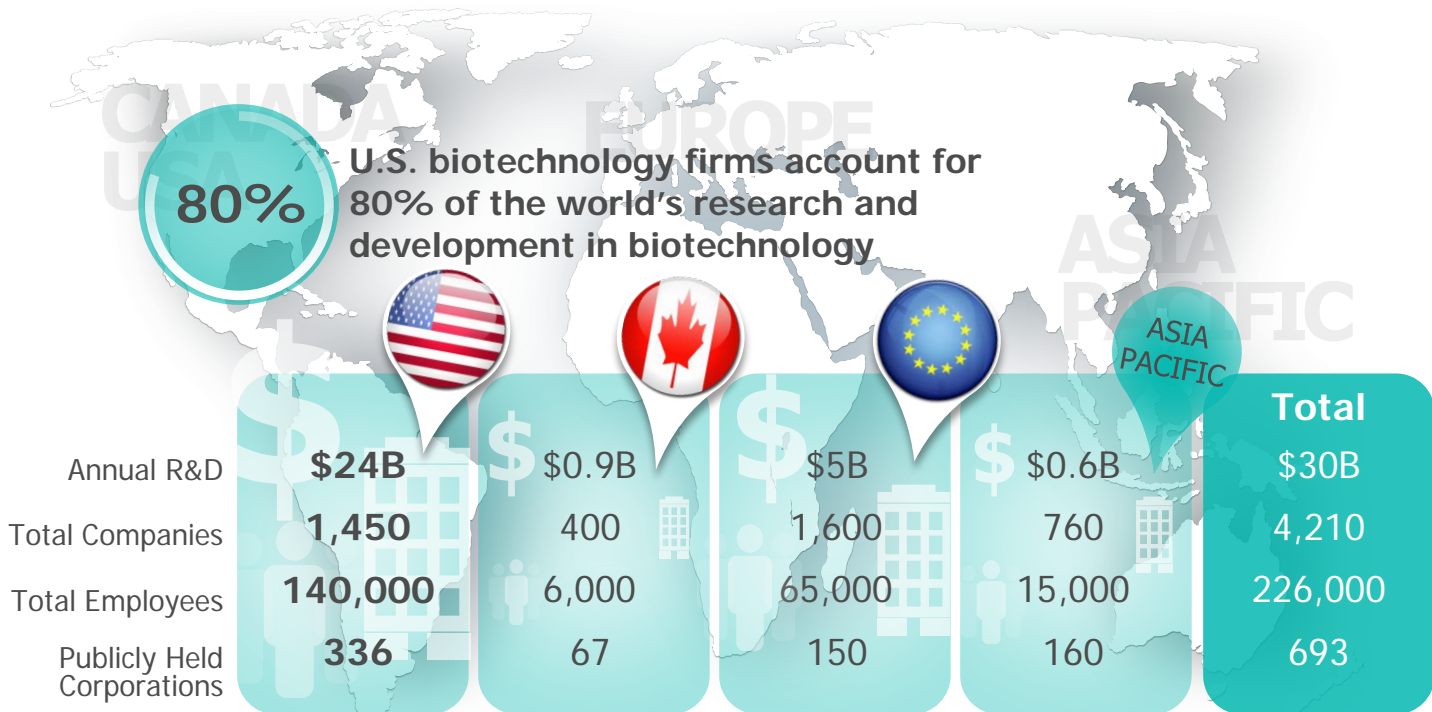 CANADA
USA
EUROPE
ASIA
PACIFIC
80%
U.S. biotechnology firms account for
80% of the world's research and
development in biotechnology
ASIA
PACIFIC
Total
Annual R&D $24B $0.9B $5B $0.6B $30B
Total Companies 1,450 400 1,600 760 4,210
Total Employees 140,000 6,000 65,000 15,000 226,000
Publicly Held
Corporations 336 67 150 160 693